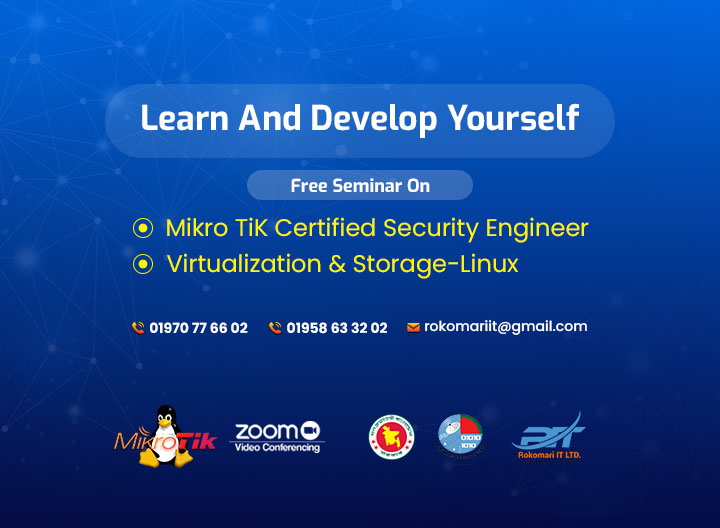 Learn And Develop Yourself
Free Seminar On
Mikro TiK Certified Security Engineer
Virtualization & Storage-Linux
01970 77 66 02 01958 63 32 02 rokomariit@gmail.com
MikroTik
zoom
Video Conferencing
Rokomari IT LTD.